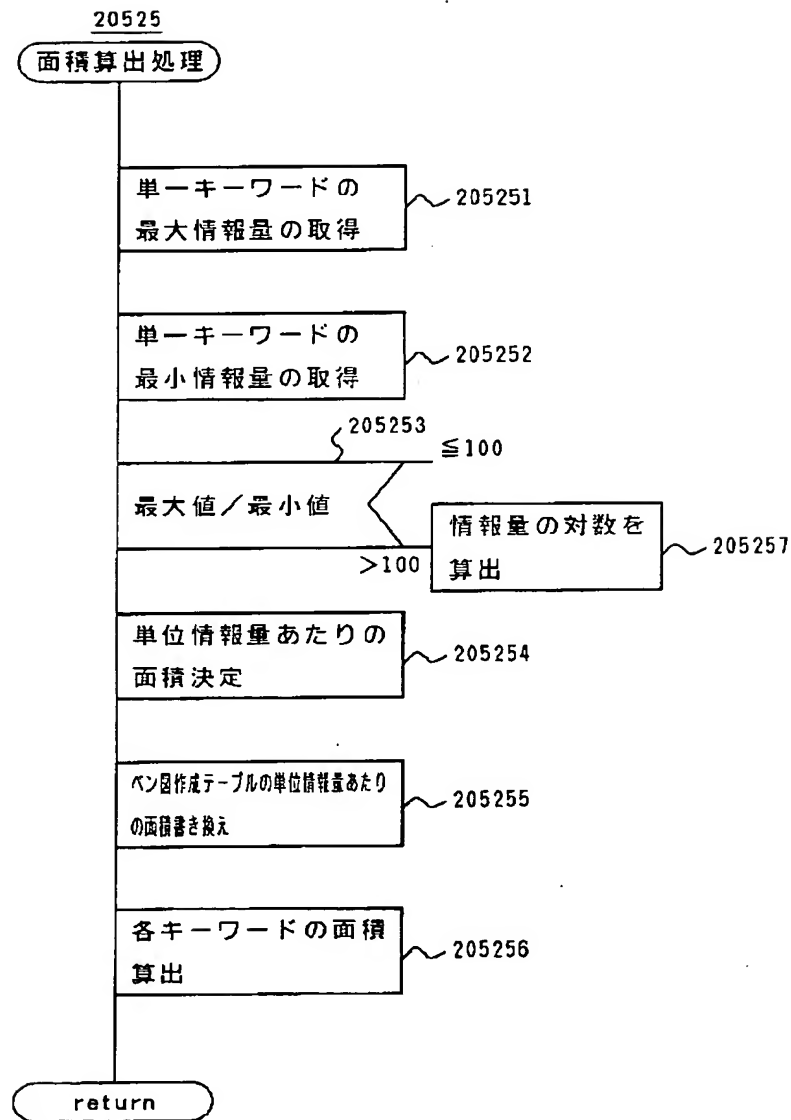 20525
面積算出処理
単一キーワードの
最大情報量の取得
205251
単一キーワードの
最小情報量の取得
205252
205253
≦100
最大値／最小値
>100
情報量の対数を
算出
205257
単位情報量あたりの
面積決定
205254
ベン図作成テーブルの単位情報量あたり
の面積書き換え
205255
各キーワードの面積
算出
205256
return